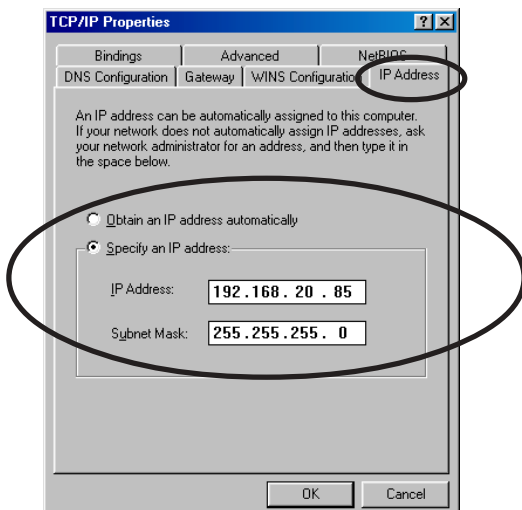 TCP/IP Properties
Bindings Advanced NetBIOS
DNS Configuration Gateway WINS Configuration IP Address
An IP address can be automatically assigned to this computer.
If your network does not automatically assign IP addresses, ask
your network administrator for an address, and then type it in
the space below.
Obtain an IP address automatically
Specify an IP address:
IP Address: 192.168. 20 . 85
Subnet Mask: 255.255.255. 0
OK Cancel